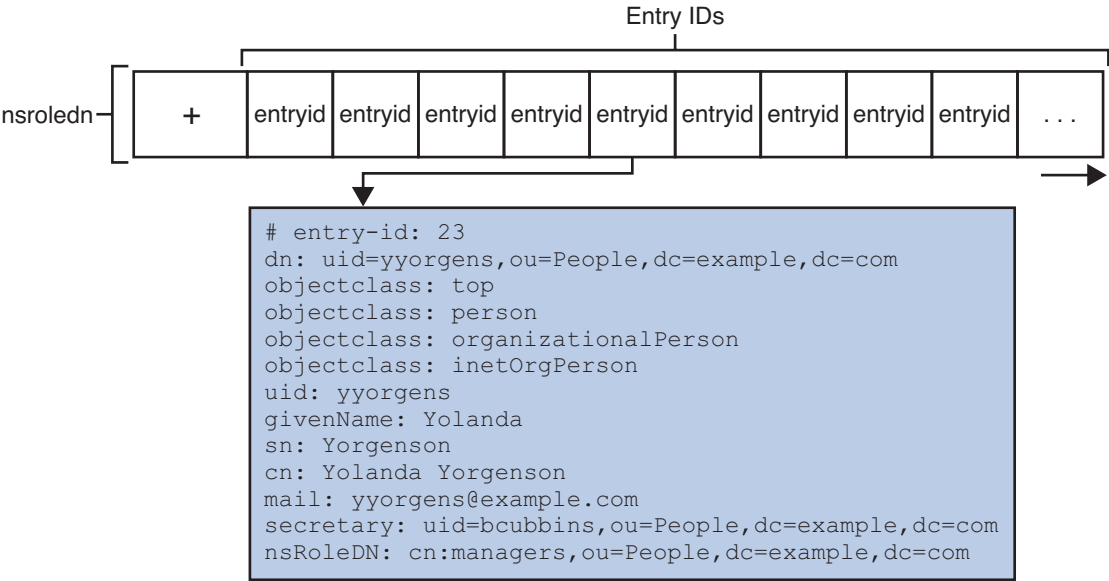 Entry IDs
nsroledn
+ entryid entryid entryid entryid entryid entryid entryid entryid entryid . . .
# entry-id: 23
dn: uid=yyorgens,ou=People,dc=example,dc=com
objectclass: top
objectclass: person
objectclass: organizationalPerson
objectclass: inetOrgPerson
uid: yyorgens
givenName: Yolanda
sn: Yorgenson
cn: Yolanda Yorgenson
mail: yyorgens@example.com
secretary: uid=bcubbins,ou=People,dc=example,dc=com
nsRoleDN: cn:managers,ou=People,dc=example,dc=com